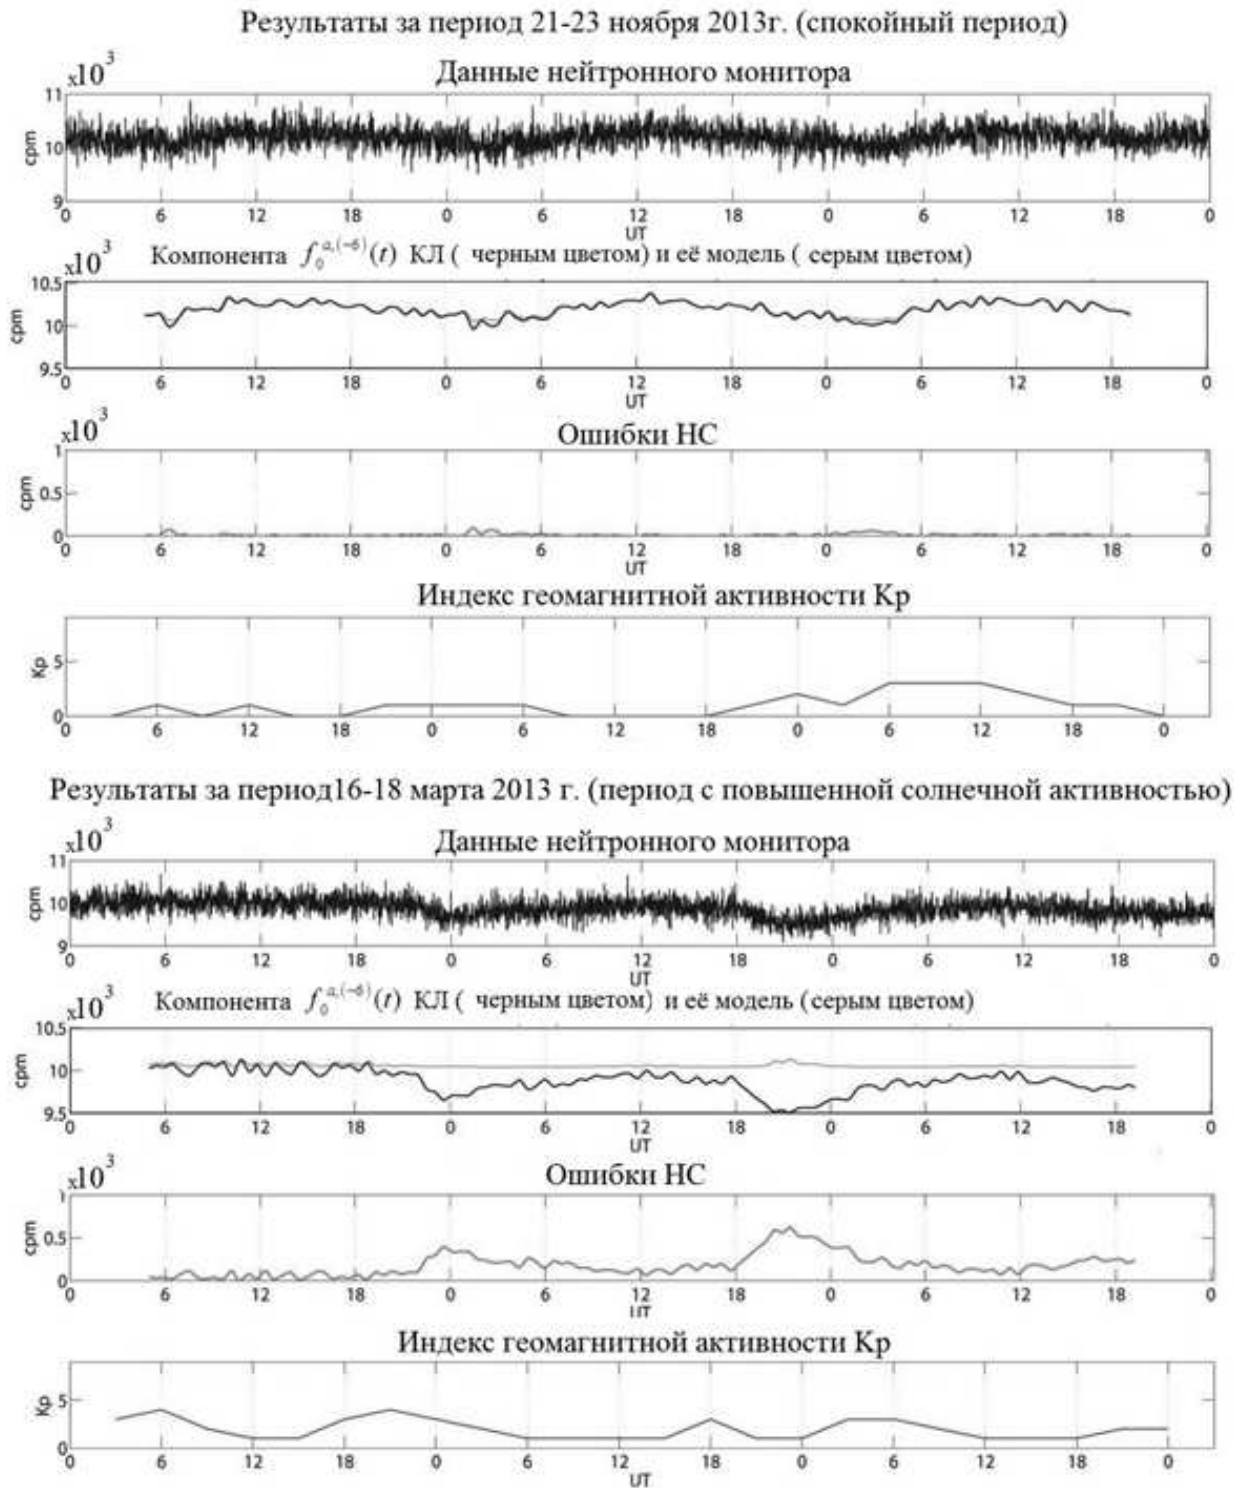 Результаты за период 21-23 ноября 2013г. (спокойный период)
x10³
Данные нейтронного монитора
11
10
9
cpm
0 6 12 18 0 6 12 18 0 6 12 18 0
UT
x10³
Компонента f₀^{a,(−6)}(t) КЛ ( черным цветом) и её модель ( серым цветом)
10.5
10
9.5
cpm
0 6 12 18 0 6 12 18 0 6 12 18 0
UT
x10³
Ошибки НС
1
0.5
0
cpm
0 6 12 18 0 6 12 18 0 6 12 18 0
UT
Индекс геомагнитной активности Kp
Kp
5
0
0 6 12 18 0 6 12 18 0 6 12 18 0
Результаты за период16-18 марта 2013 г. (период с повышенной солнечной активностью)
x10³
Данные нейтронного монитора
11
10
9
cpm
0 6 12 18 0 6 12 18 0 6 12 18 0
UT
x10³
Компонента f₀^{a,(−6)}(t) КЛ ( черным цветом) и её модель (серым цветом)
10.5
10
9.5
cpm
0 6 12 18 0 6 12 18 0 6 12 18 0
UT
x10³
Ошибки НС
1
0.5
0
cpm
0 6 12 18 0 6 12 18 0 6 12 18 0
UT
Индекс геомагнитной активности Kp
Kp
5
0
0 6 12 18 0 6 12 18 0 6 12 18 0
UT